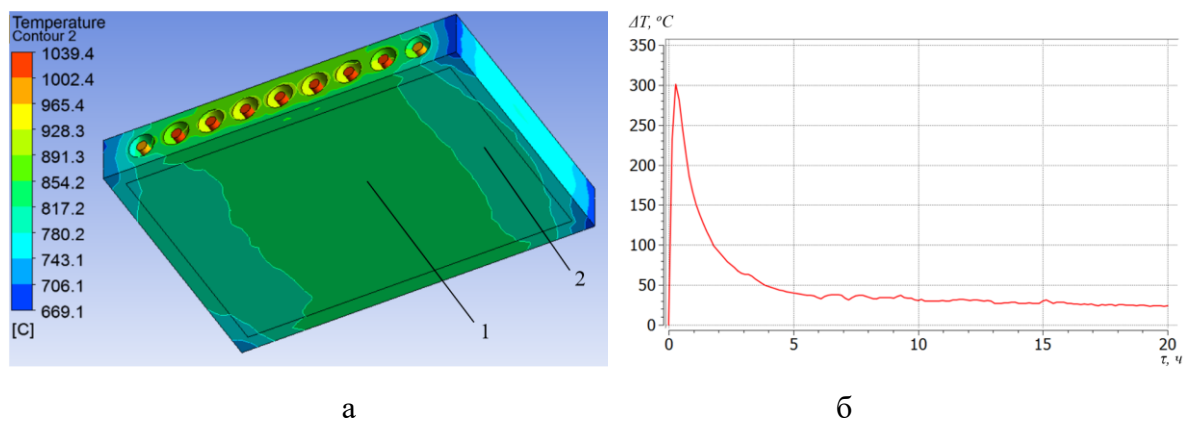 Temperature
Contour 2
1039.4
1002.4
965.4
928.3
891.3
854.2
817.2
780.2
743.1
706.1
669.1
[C]
1
2
а
ΔT, °C
350
300
250
200
150
100
50
0
0 5 10 15 20
τ, ч
б